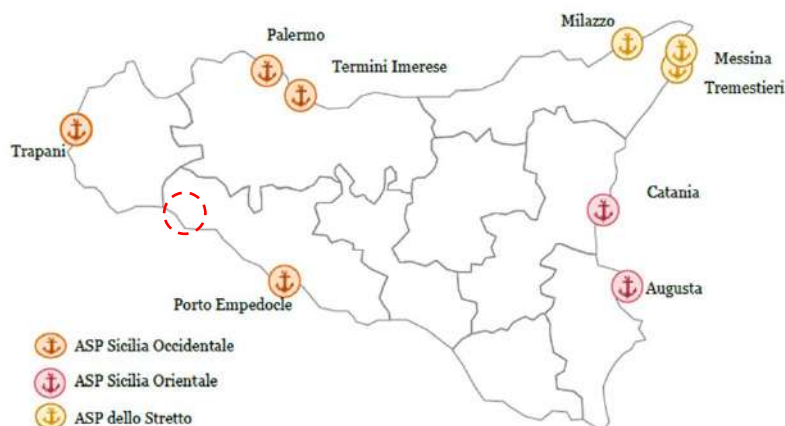 Palermo
Milazzo
Messina
Termini Imerese
Tremestieri
Trapani
Catania
Porto Empedocle
Augusta
ASP Sicilia Occidentale
ASP Sicilia Orientale
ASP dello Stretto